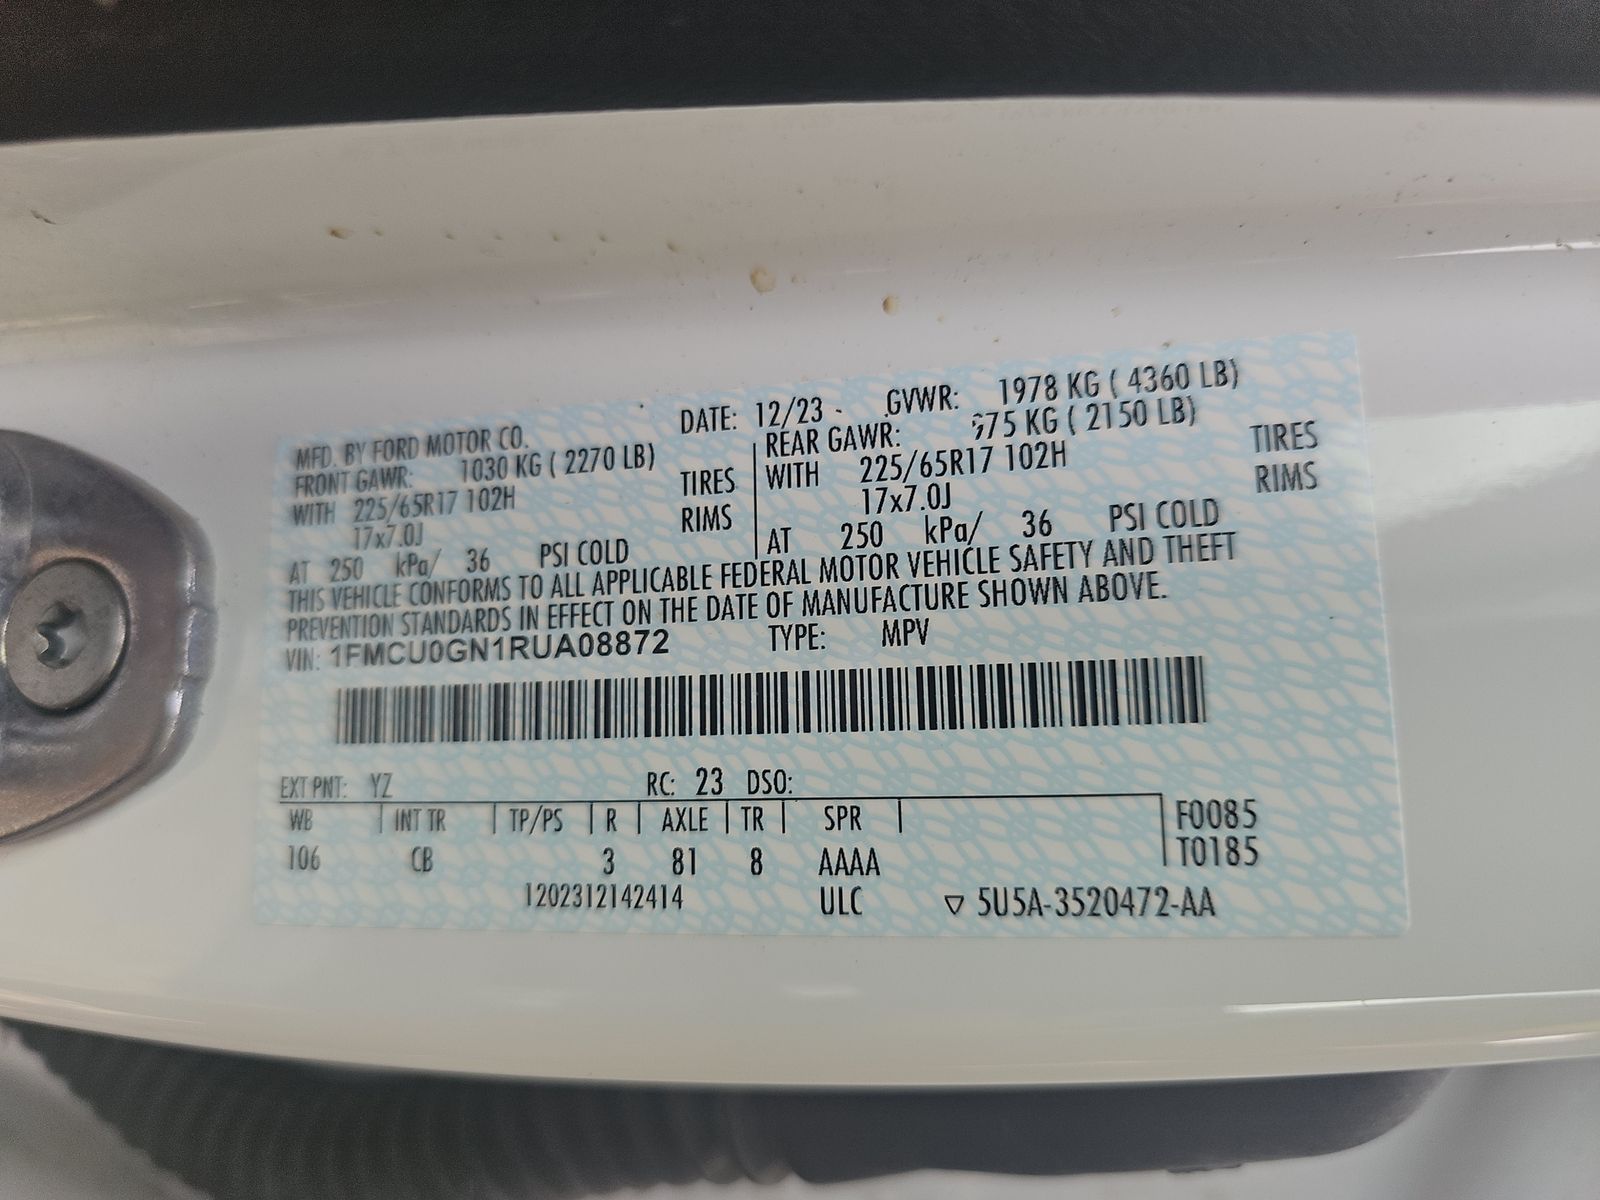 MFD. BY FORD MOTOR CO. DATE: 12/23 GVWR: 1978 KG ( 4360 LB)
FRONT GAWR: 1030 KG ( 2270 LB) REAR GAWR: KG ( 2150 LB)
WITH 225/65R17 102H TIRES WITH 225/65R17 102H TIRES
17x7.0J RIMS 17x7.0J RIMS
AT 250 kPa/ 36 PSI COLD AT 250 kPa/ 36 PSI COLD
THIS VEHICLE CONFORMS TO ALL APPLICABLE FEDERAL MOTOR VEHICLE SAFETY AND THEFT
PREVENTION STANDARDS IN EFFECT ON THE DATE OF MANUFACTURE SHOWN ABOVE.
VIN: 1FMCU0GN1RUA08872 TYPE: MPV
EXT PNT: YZ RC: 23 DSO:
WB INT TR TP/PS R AXLE TR SPR F0085
106 CB 3 81 8 AAAA T0185
1202312142414 ULC ▽ 5U5A-3520472-AA